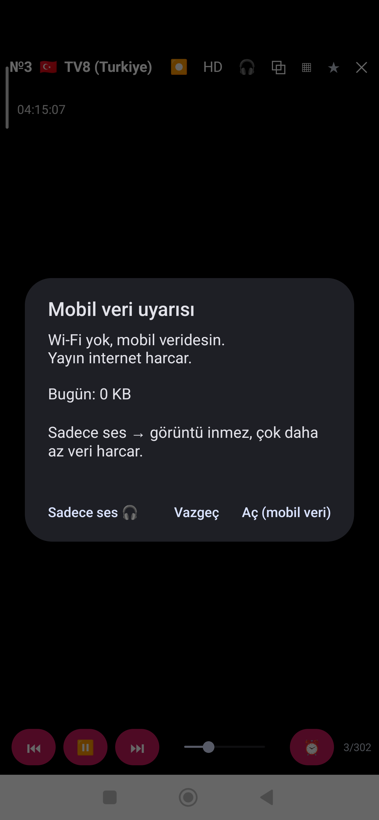 №3 TV8 (Turkiye) HD
04:15:07
Mobil veri uyarısı
Wi-Fi yok, mobil veridesin.
Yayın internet harcar.
Bugün: 0 KB
Sadece ses → görüntü inmez, çok daha
az veri harcar.
Sadece ses Vazgeç Aç (mobil veri)
3/302